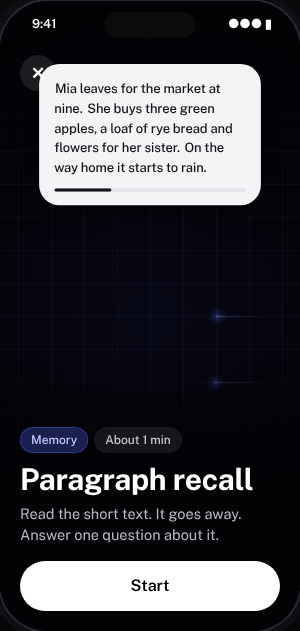 9:41
Mia leaves for the market at
nine. She buys three green
apples, a loaf of rye bread and
flowers for her sister. On the
way home it starts to rain.
Memory
About 1 min
Paragraph recall
Read the short text. It goes away.
Answer one question about it.
Start